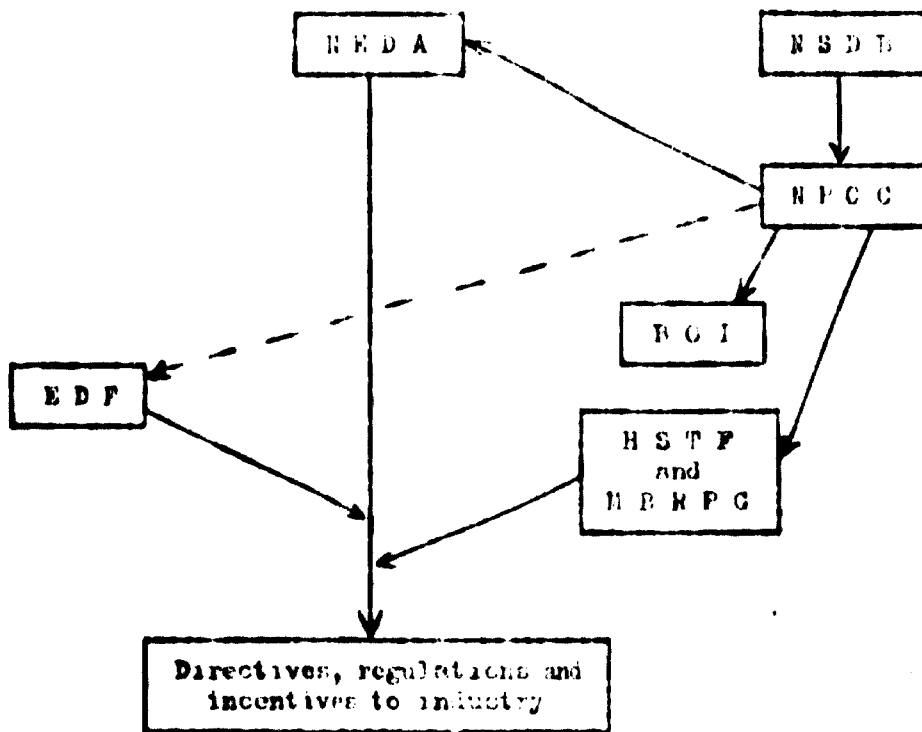 N E D A
N S D B
N P C C
B O I
E D F
H S T F
and
Directives, regulations and
incentives to industry